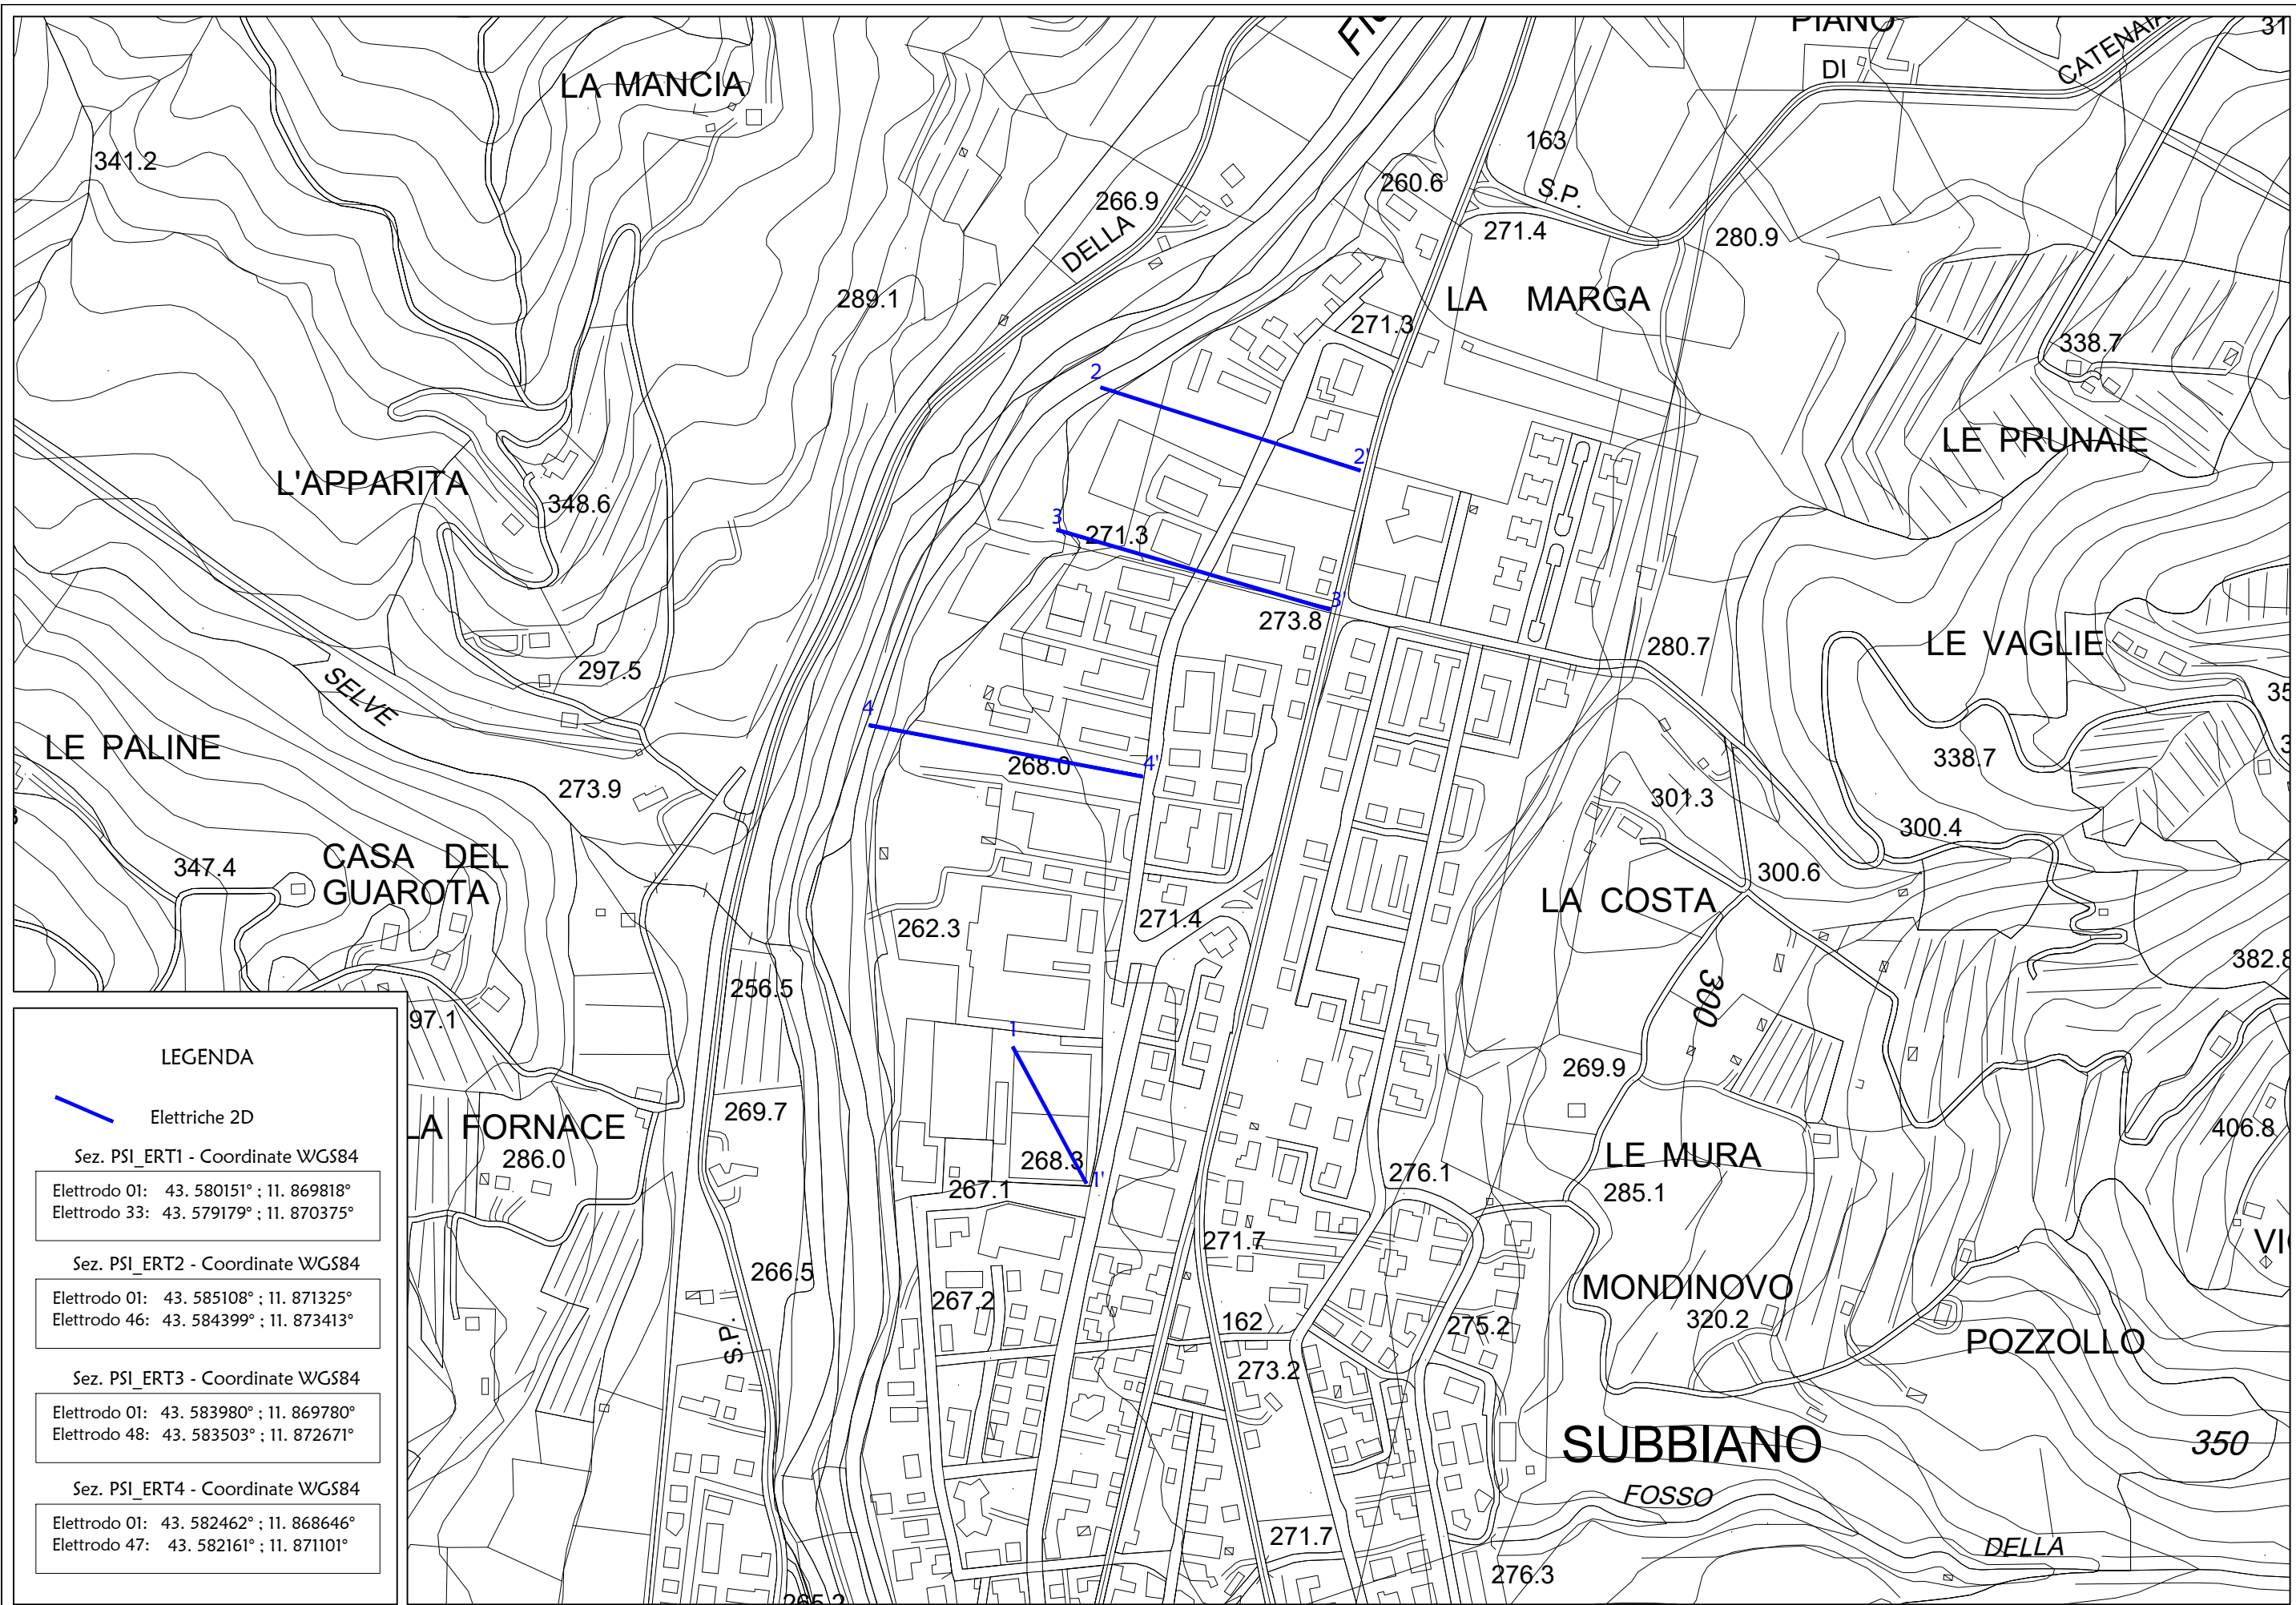 PIANO
31
LA MANCIA
DI
CATENAIA
163
341.2
260.6
S.P.
266.9
271.4
280.9
DELLA
289.1
LA MARGA
271.3
338.7
2
LE PRUNAIE
2'
L'APPARITA
348.6
3
271.3
3'
273.8
280.7
LE VAGLIE
297.5
SELVE
4
LE PALINE
268.0
4'
338.7
273.9
301.3
300.4
CASA DEL
GUAROTA
347.4
300.6
LA COSTA
262.3
271.4
382.8
256.5
300
97.1
1
269.9
269.7
LA FORNACE
286.0
406.8
LE MURA
285.1
268.3
1'
267.1
276.1
271.7
266.5
MONDINOVO
320.2
267.2
162
275.2
S.P.
POZZOLLO
273.2
SUBBIANO
350
FOSSO
271.7
DELLA
276.3
265.2
LEGENDA
Elettriche 2D
Sez. PSI_ERT1 - Coordinate WGS84
Elettrodo 01: 43. 580151° ; 11. 869818°
Elettrodo 33: 43. 579179° ; 11. 870375°
Sez. PSI_ERT2 - Coordinate WGS84
Elettrodo 01: 43. 585108° ; 11. 871325°
Elettrodo 46: 43. 584399° ; 11. 873413°
Sez. PSI_ERT3 - Coordinate WGS84
Elettrodo 01: 43. 583980° ; 11. 869780°
Elettrodo 48: 43. 583503° ; 11. 872671°
Sez. PSI_ERT4 - Coordinate WGS84
Elettrodo 01: 43. 582462° ; 11. 868646°
Elettrodo 47: 43. 582161° ; 11. 871101°